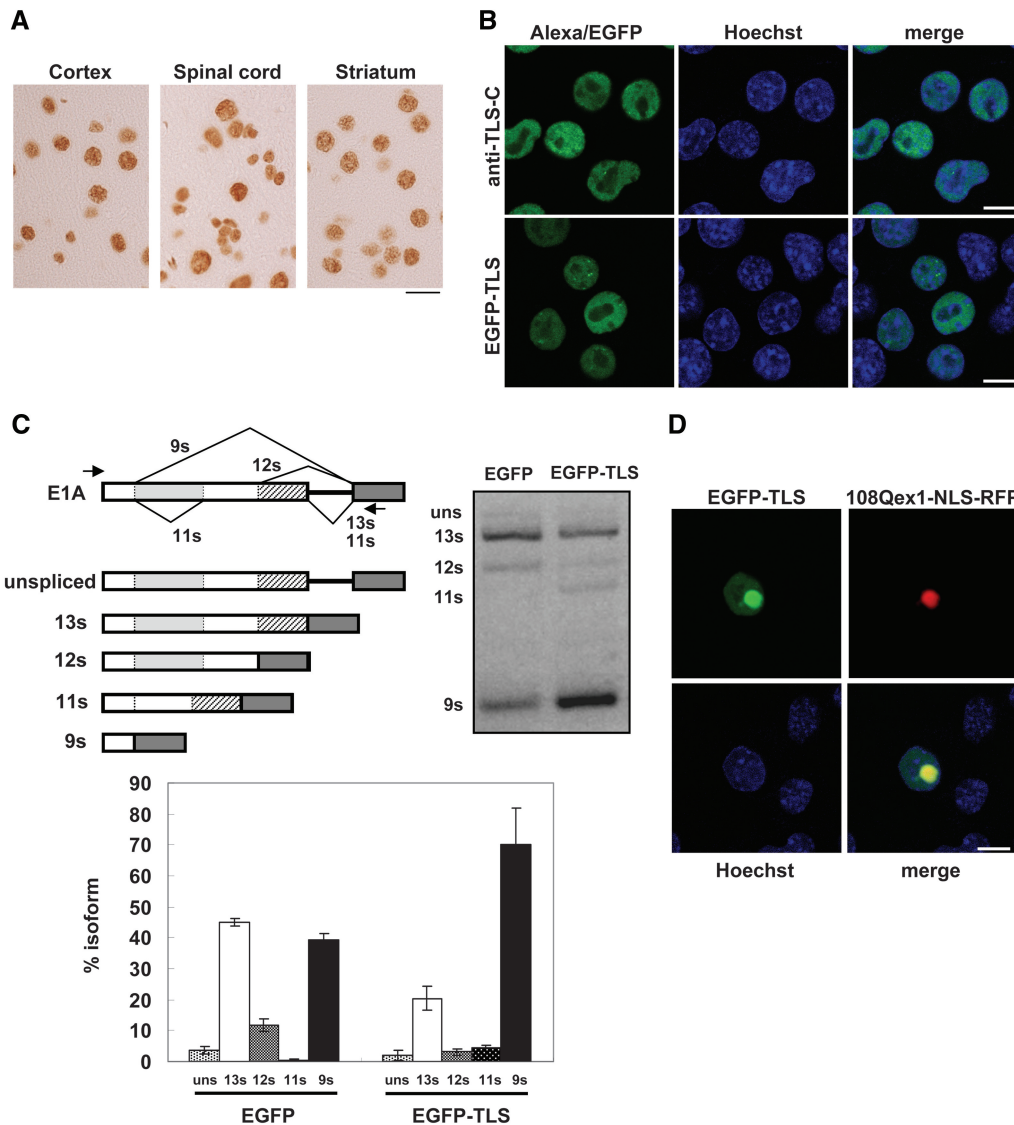 A
Cortex
Spinal cord
Striatum
B
Alexa/EGFP
Hoechst
merge
anti-TLS-C
EGFP-TLS
C
9s
12s
E1A
11s
13s
11s
unspliced
13s
12s
11s
9s
EGFP
EGFP-TLS
uns
13s
12s
11s
9s
% isoform
90
80
70
60
50
40
30
20
10
0
uns 13s 12s 11s 9s
uns 13s 12s 11s 9s
EGFP
EGFP-TLS
D
EGFP-TLS
108Qex1-NLS-RFP
Hoechst
merge